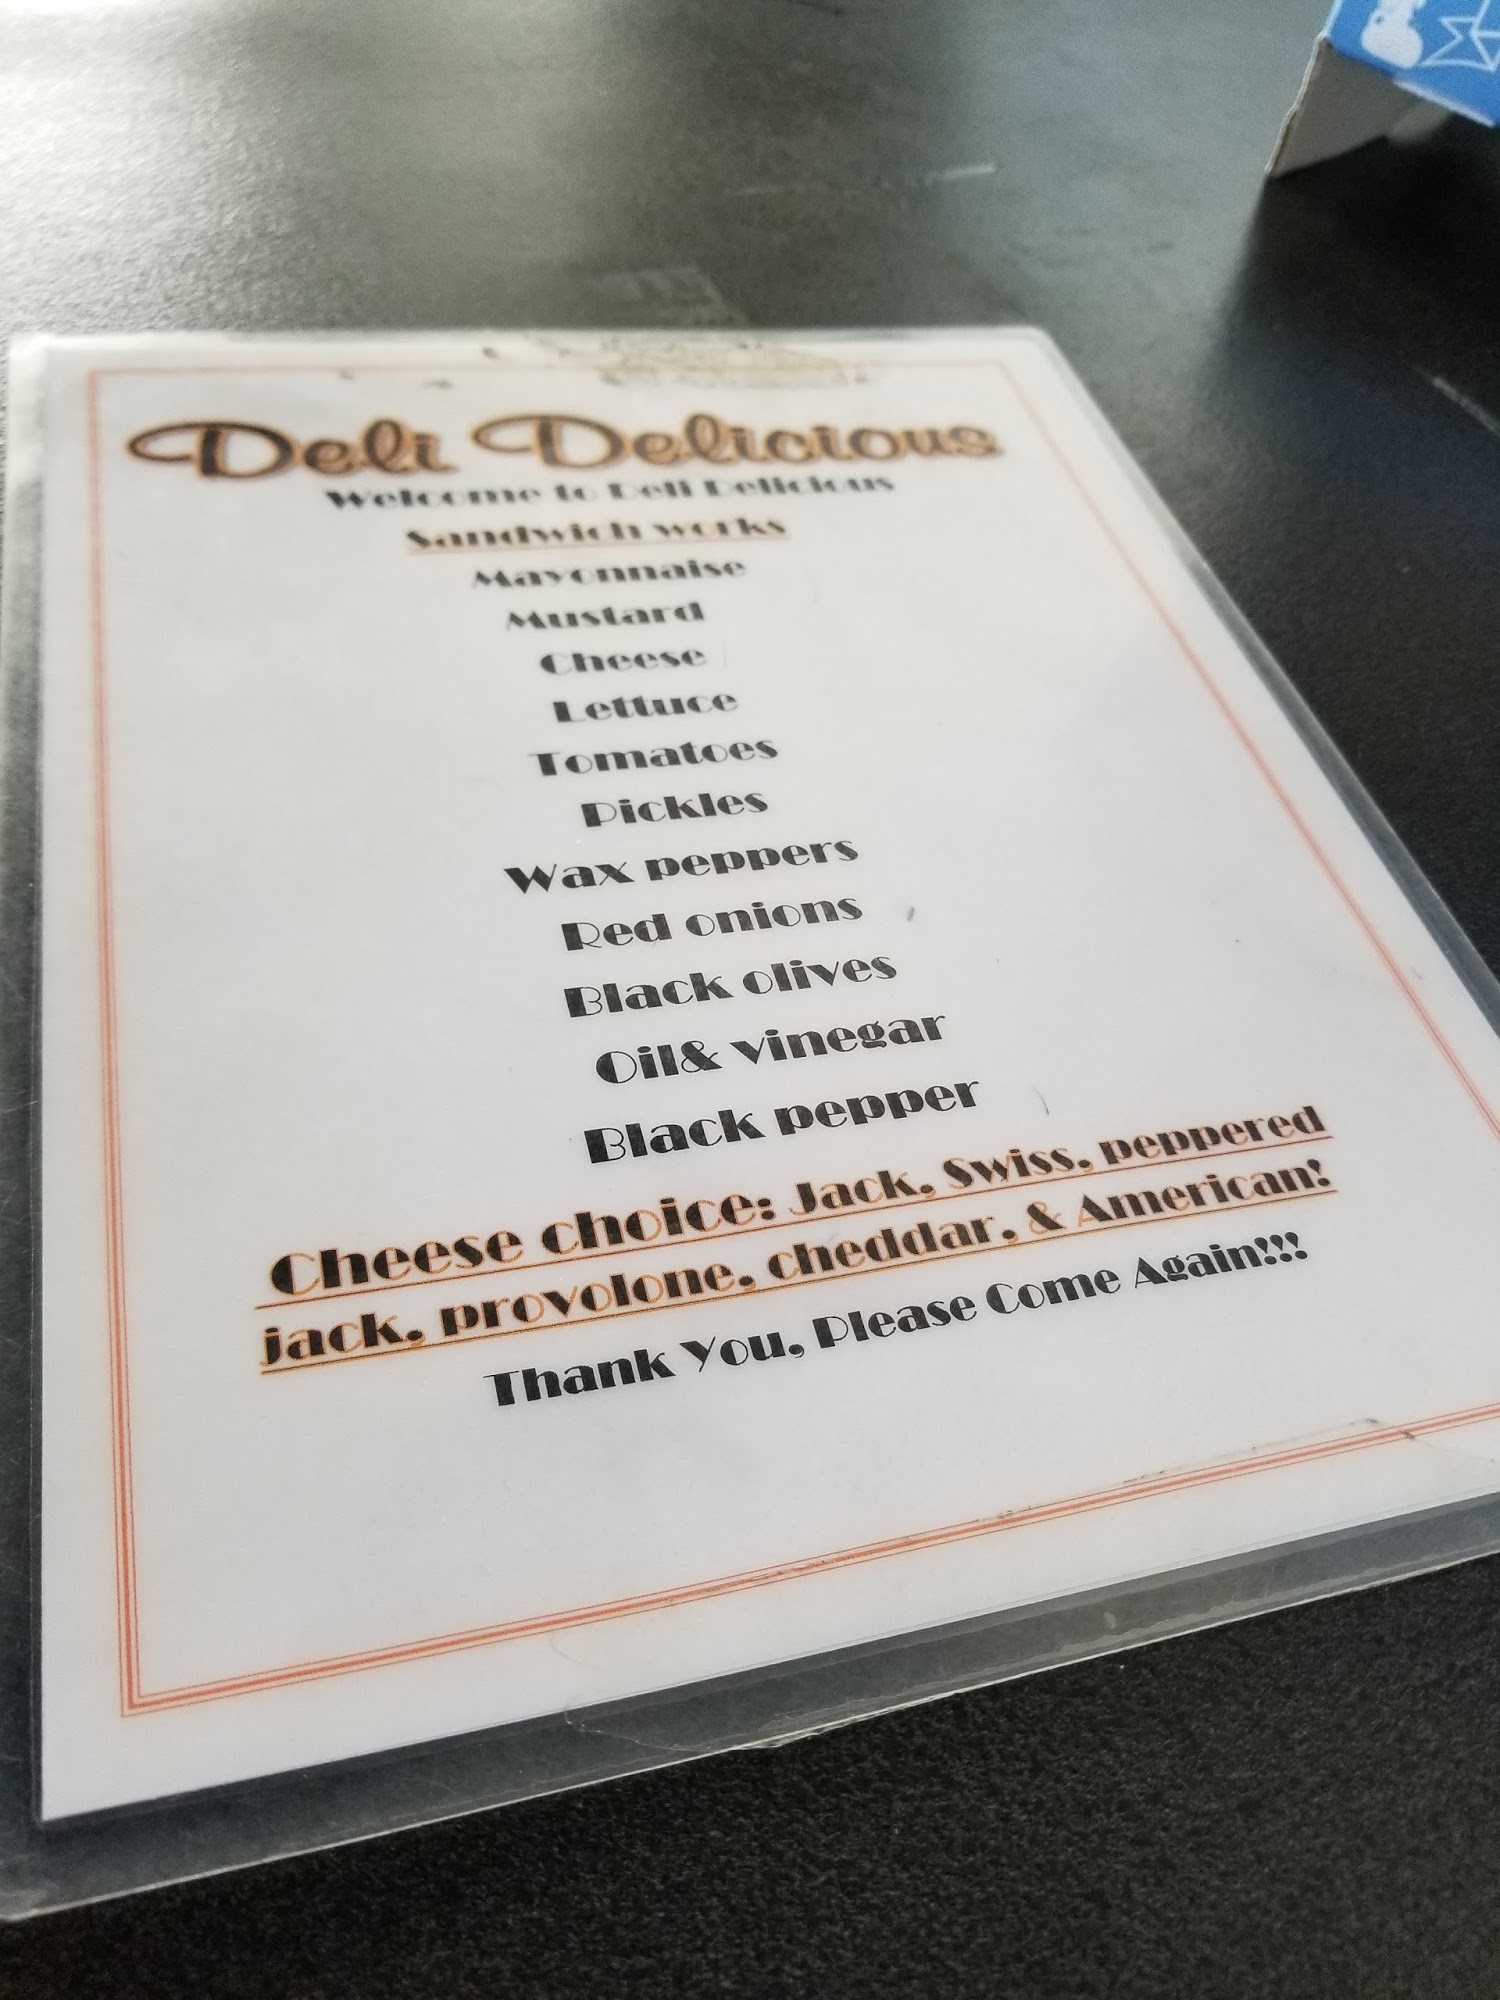 Deli Delicious
Welcome to Deli Delicious
Sandwich works
Mayonnaise
Mustard
Cheese
Lettuce
Tomatoes
Pickles
Wax peppers
Red onions
Black olives
Oil& vinegar
Black pepper
Cheese choice: Jack, Swiss, peppered
jack, provolone, cheddar, & American!
Thank You, Please Come Again!!!